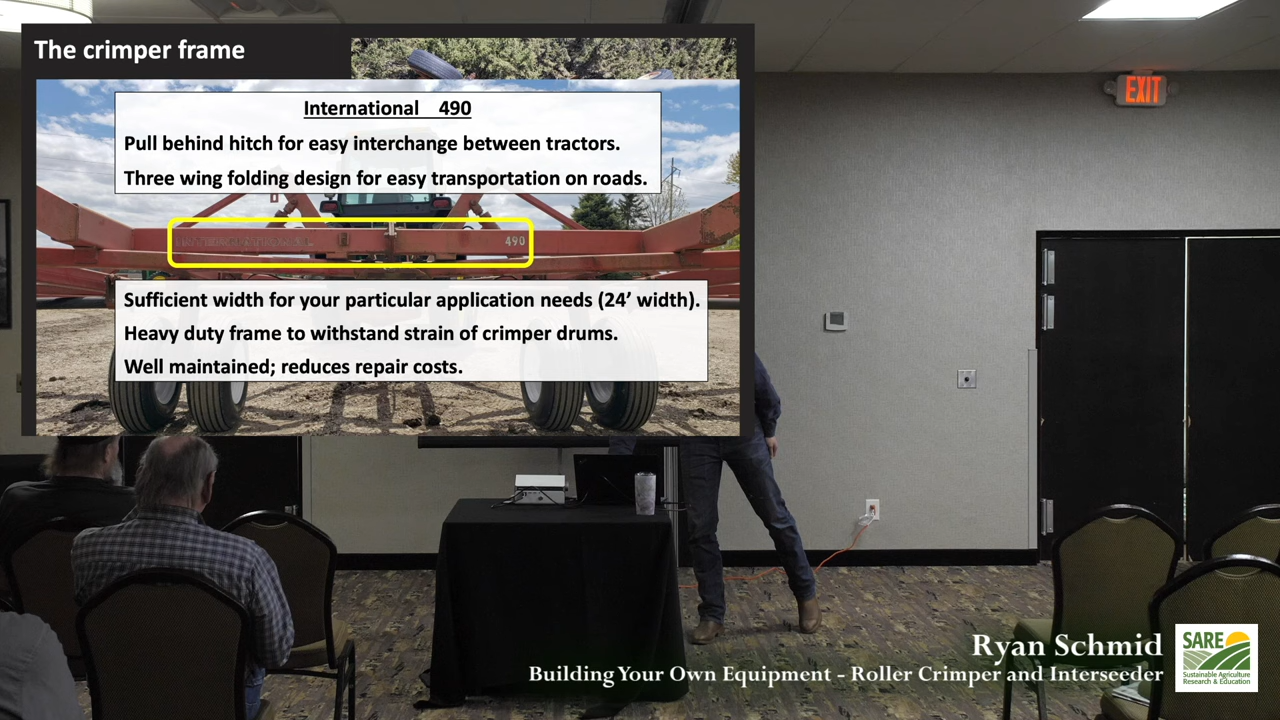 The crimper frame
International 490
Pull behind hitch for easy interchange between tractors.
Three wing folding design for easy transportation on roads.
INTERNATIONAL 490
Sufficient width for your particular application needs (24’ width).
Heavy duty frame to withstand strain of crimper drums.
Well maintained; reduces repair costs.
EXIT
Ryan Schmid
Building Your Own Equipment - Roller Crimper and Interseeder
SARE
Sustainable Agriculture
Research & Education